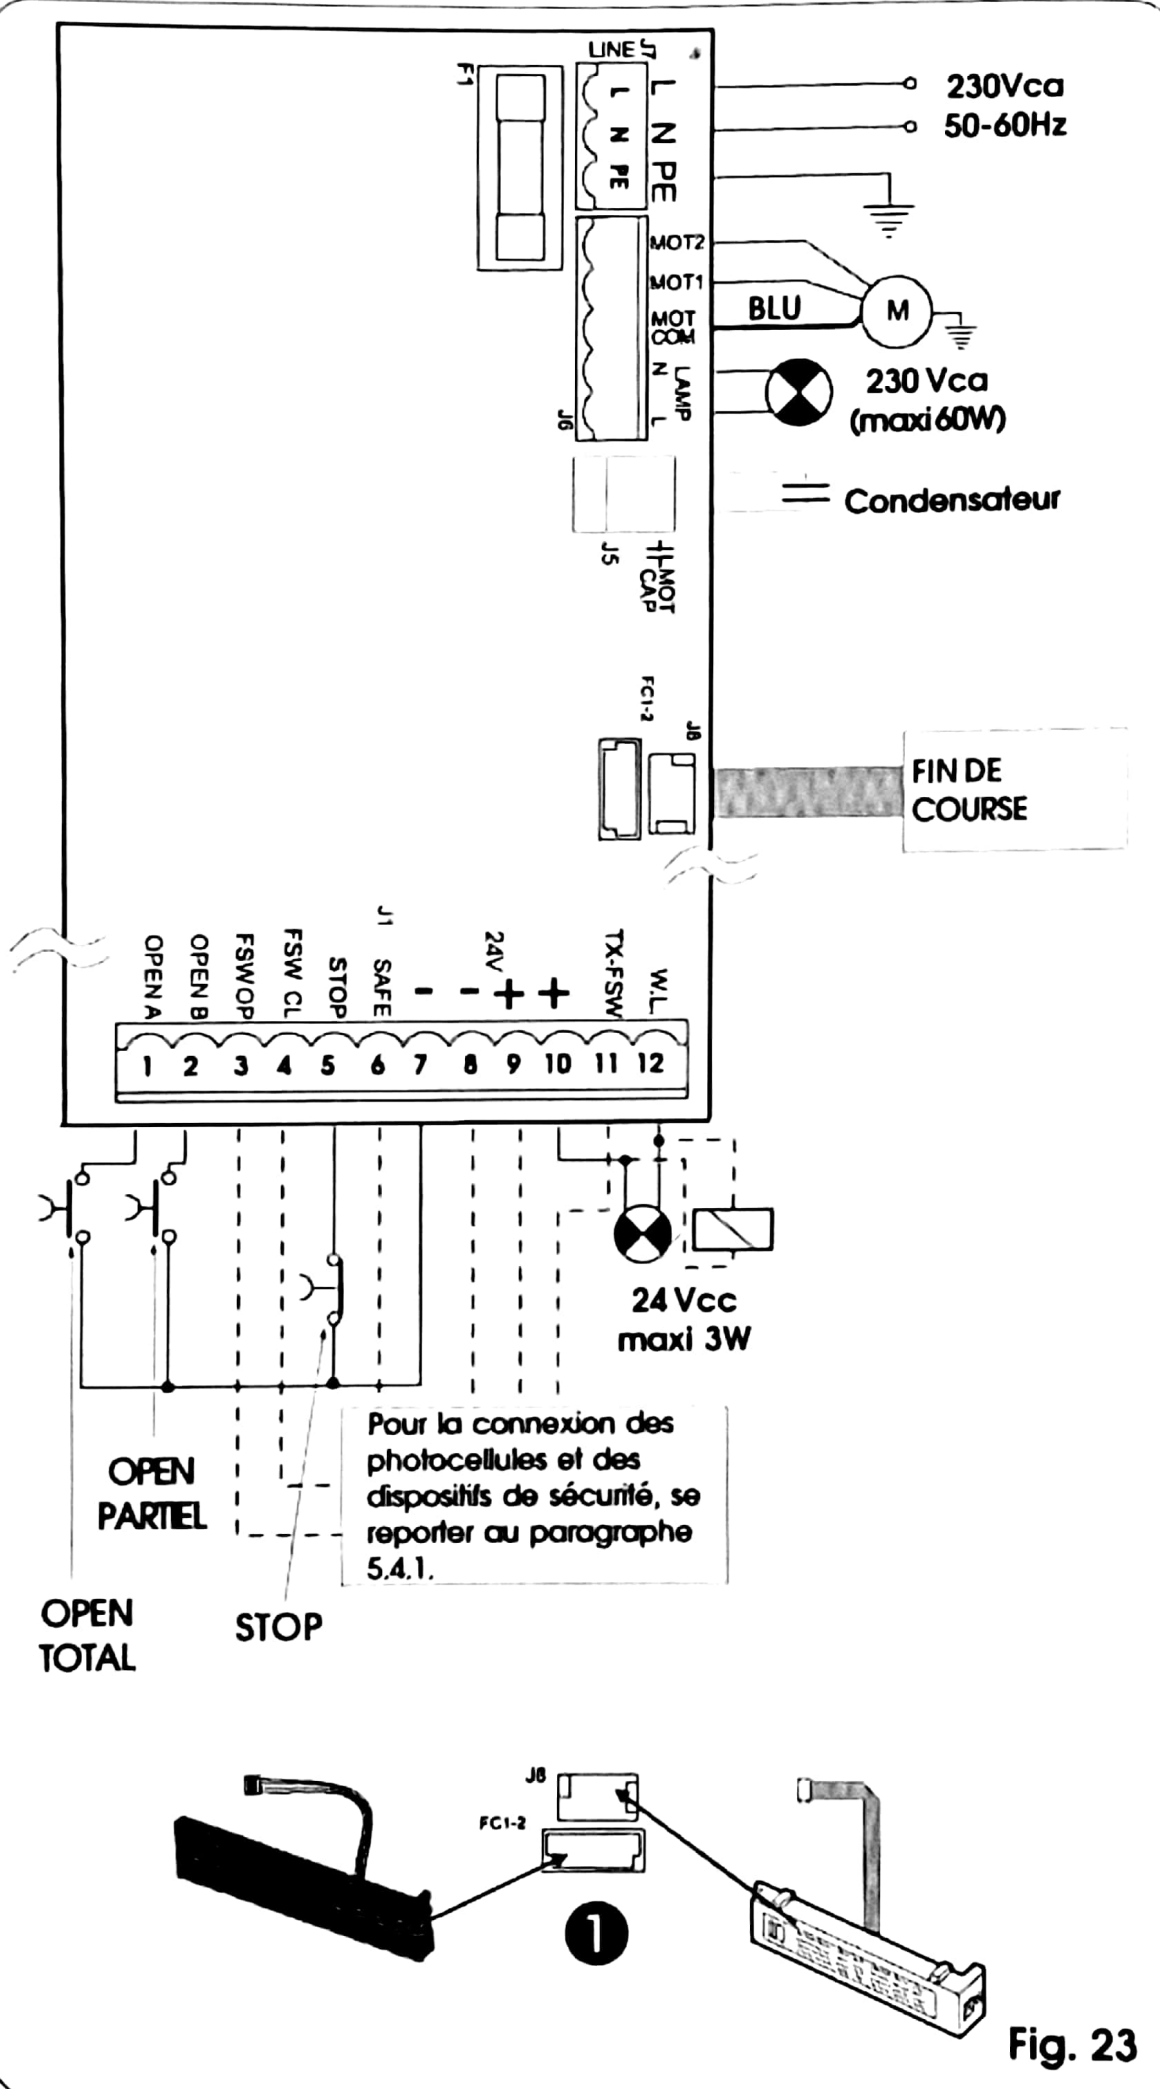 LINE J7
F1
L L 230Vca
N N 50-60Hz
PE PE
MOT2
MOT1
BLU
M
MOT
COM
N LAMP L
J6
230 Vca
(maxi 60W)
Condensateur
J5
MOT
CAP
FC1-2
J8
FIN DE
COURSE
J1
OPEN A OPEN B FSW OP FSW CL STOP SAFE - - 24V + + TX-FSW W.L.
1 2 3 4 5 6 7 8 9 10 11 12
24 Vcc
maxi 3W
Pour la connexion des
photocellules et des
dispositifs de sécurité, se
reporter au paragraphe
5.4.1.
OPEN
PARTIEL
OPEN
TOTAL
STOP
J8
FC1-2
1
Fig. 23